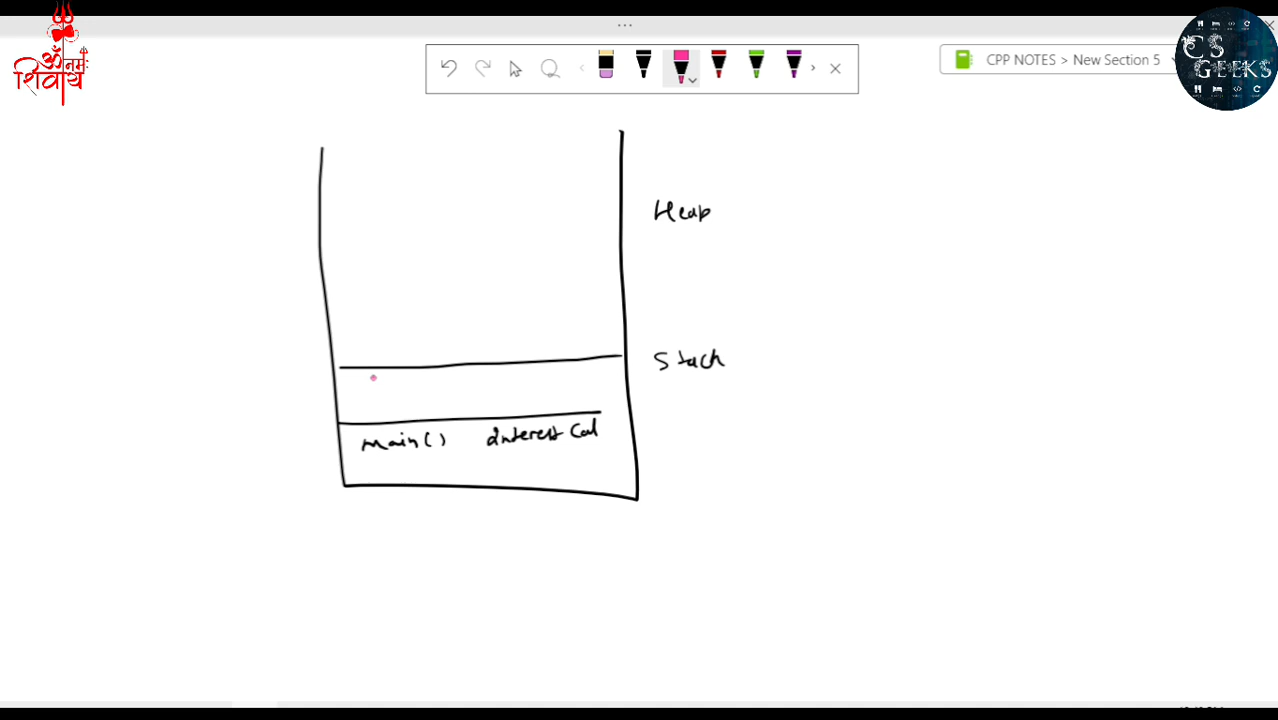 ॐ नमः
शिवाय
CPP NOTES > New Section 5
CS
GEEKS
Heap
Stack
main() Interest Cal